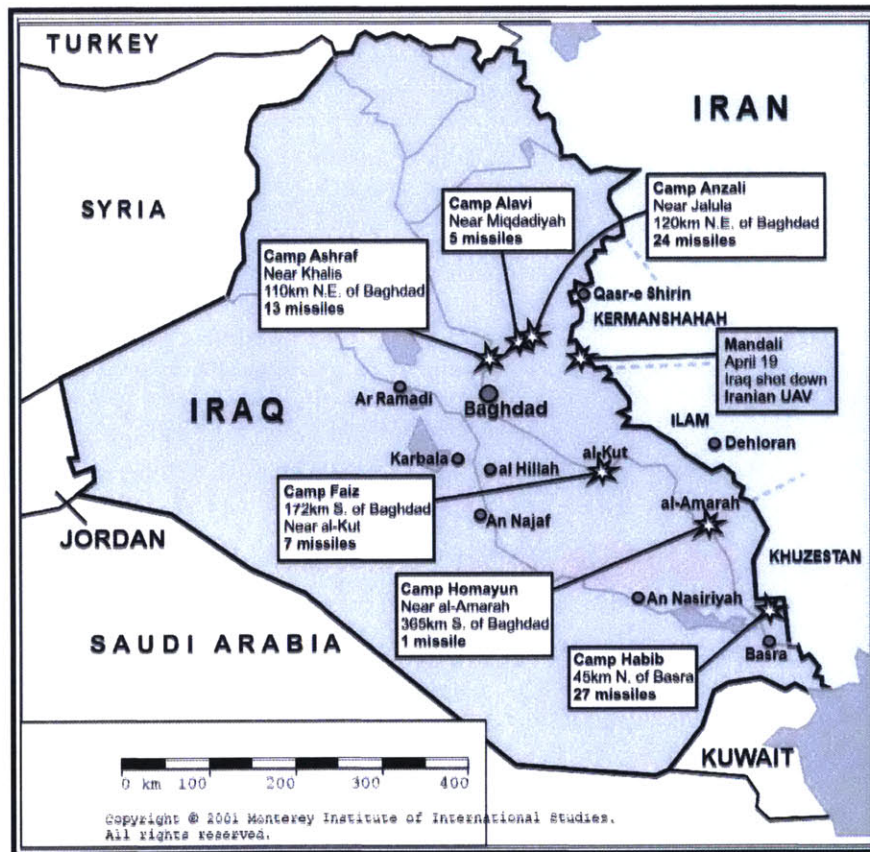 TURKEY
IRAN
SYRIA
Camp Alavi
Near Miqdadiyah
5 missiles
Camp Anzali
Near Jalula
120km N.E. of Baghdad
24 missiles
Camp Ashraf
Near Khalis
110km N.E. of Baghdad
13 missiles
Qasr-e Shirin
KERMANSHAHAH
Mandali
April 19
Iraq shot down
Iranian UAV
IRAQ
Ar Ramadi
Baghdad
ILAM
Dehloran
Karbala
al Hillah
al-Kut
Camp Faiz
172km S. of Baghdad
Near al-Kut
7 missiles
An Najaf
al-Amarah
JORDAN
KHUZESTAN
Camp Homayun
Near al-Amarah
365km S. of Baghdad
1 missile
An Nasiriyah
SAUDI ARABIA
Basra
Camp Habib
45km N. of Basra
27 missiles
KUWAIT
0 km 100 200 300 400
Copyright © 2001 Monterey Institute of International Studies.
All rights reserved.